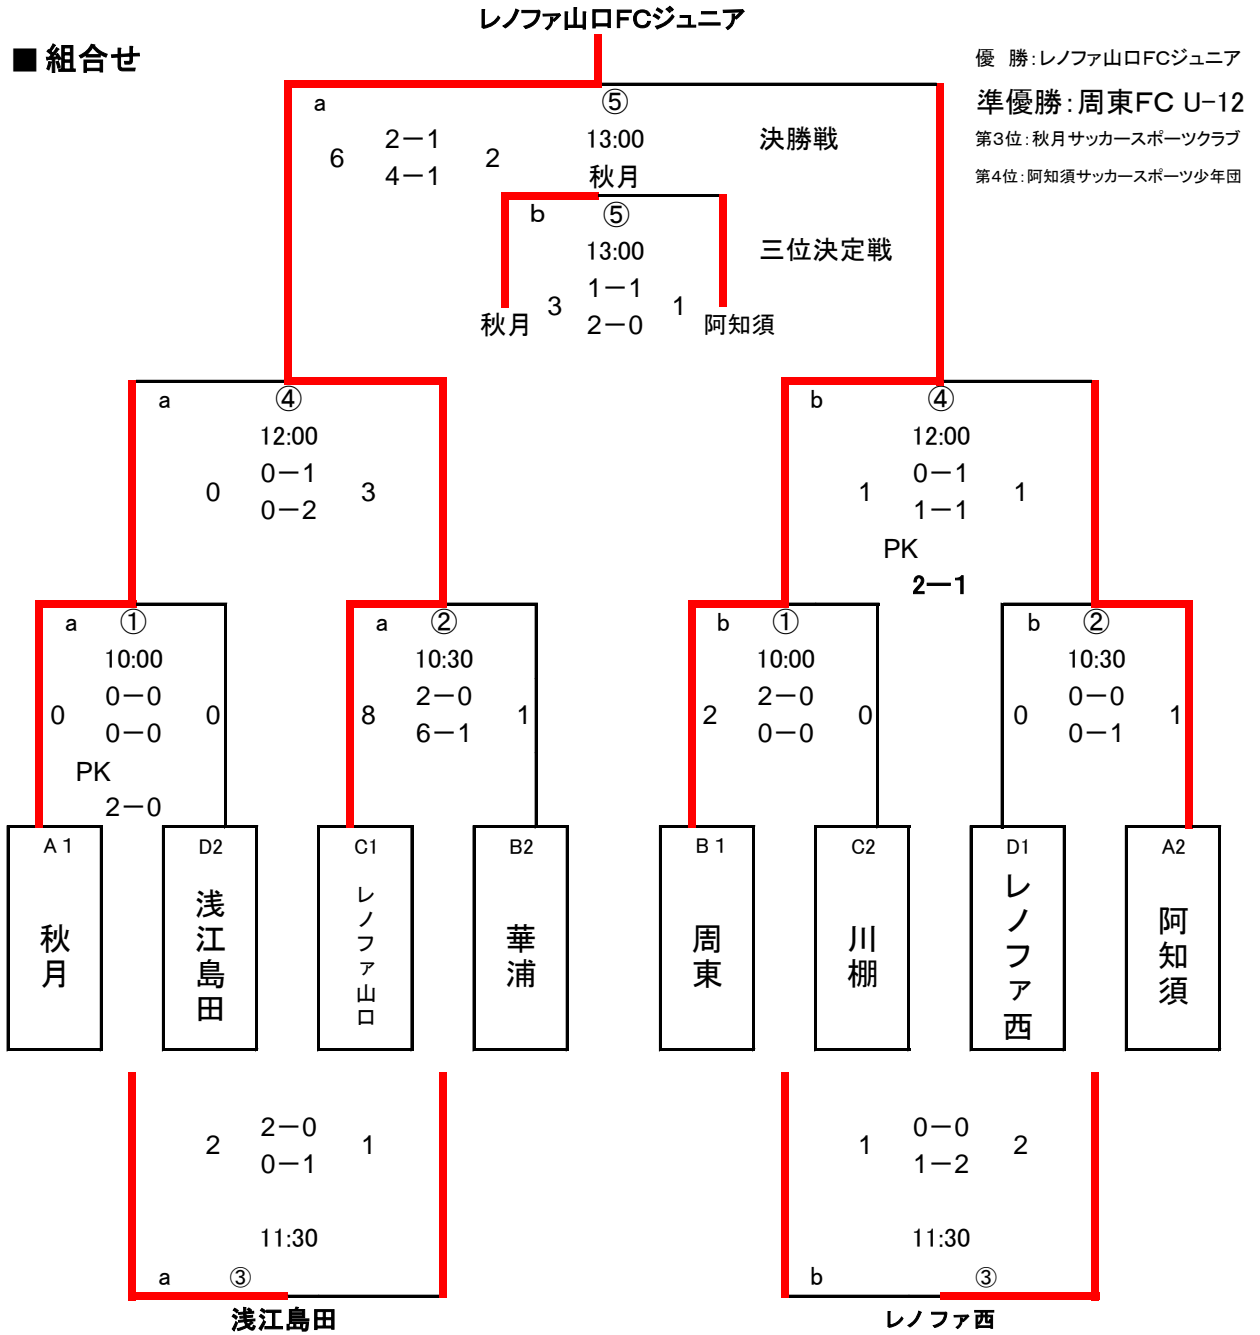 レノファ山口FCジュニア
■ 組合せ
優 勝:レノファ山口FCジュニア
準優勝:周東FC U-12
第3位:秋月サッカースポーツクラブ
第4位:阿知須サッカースポーツ少年団
a ⑤
6 2－1 2 13:00 決勝戦
4－1
秋月
b ⑤
13:00 三位決定戦
3 1－1 1
2－0
秋月 阿知須
a ④
12:00
0 0－1 3
0－2
b ④
12:00
1 0－1 1
1－1
PK
2－1
a ①
10:00
0 0－0 0
0－0
PK
2－0
a ②
10:30
8 2－0 1
6－1
b ①
10:00
2 2－0 0
0－0
b ②
10:30
0 0－0 1
0－1
A 1
秋月
D2
浅江島田
C1
レノファ山口
B2
華浦
B 1
周東
C2
川棚
D1
レノファ西
A2
阿知須
2 2－0 1
0－1
11:30
a ③
浅江島田
1 0－0 2
1－2
11:30
b ③
レノファ西